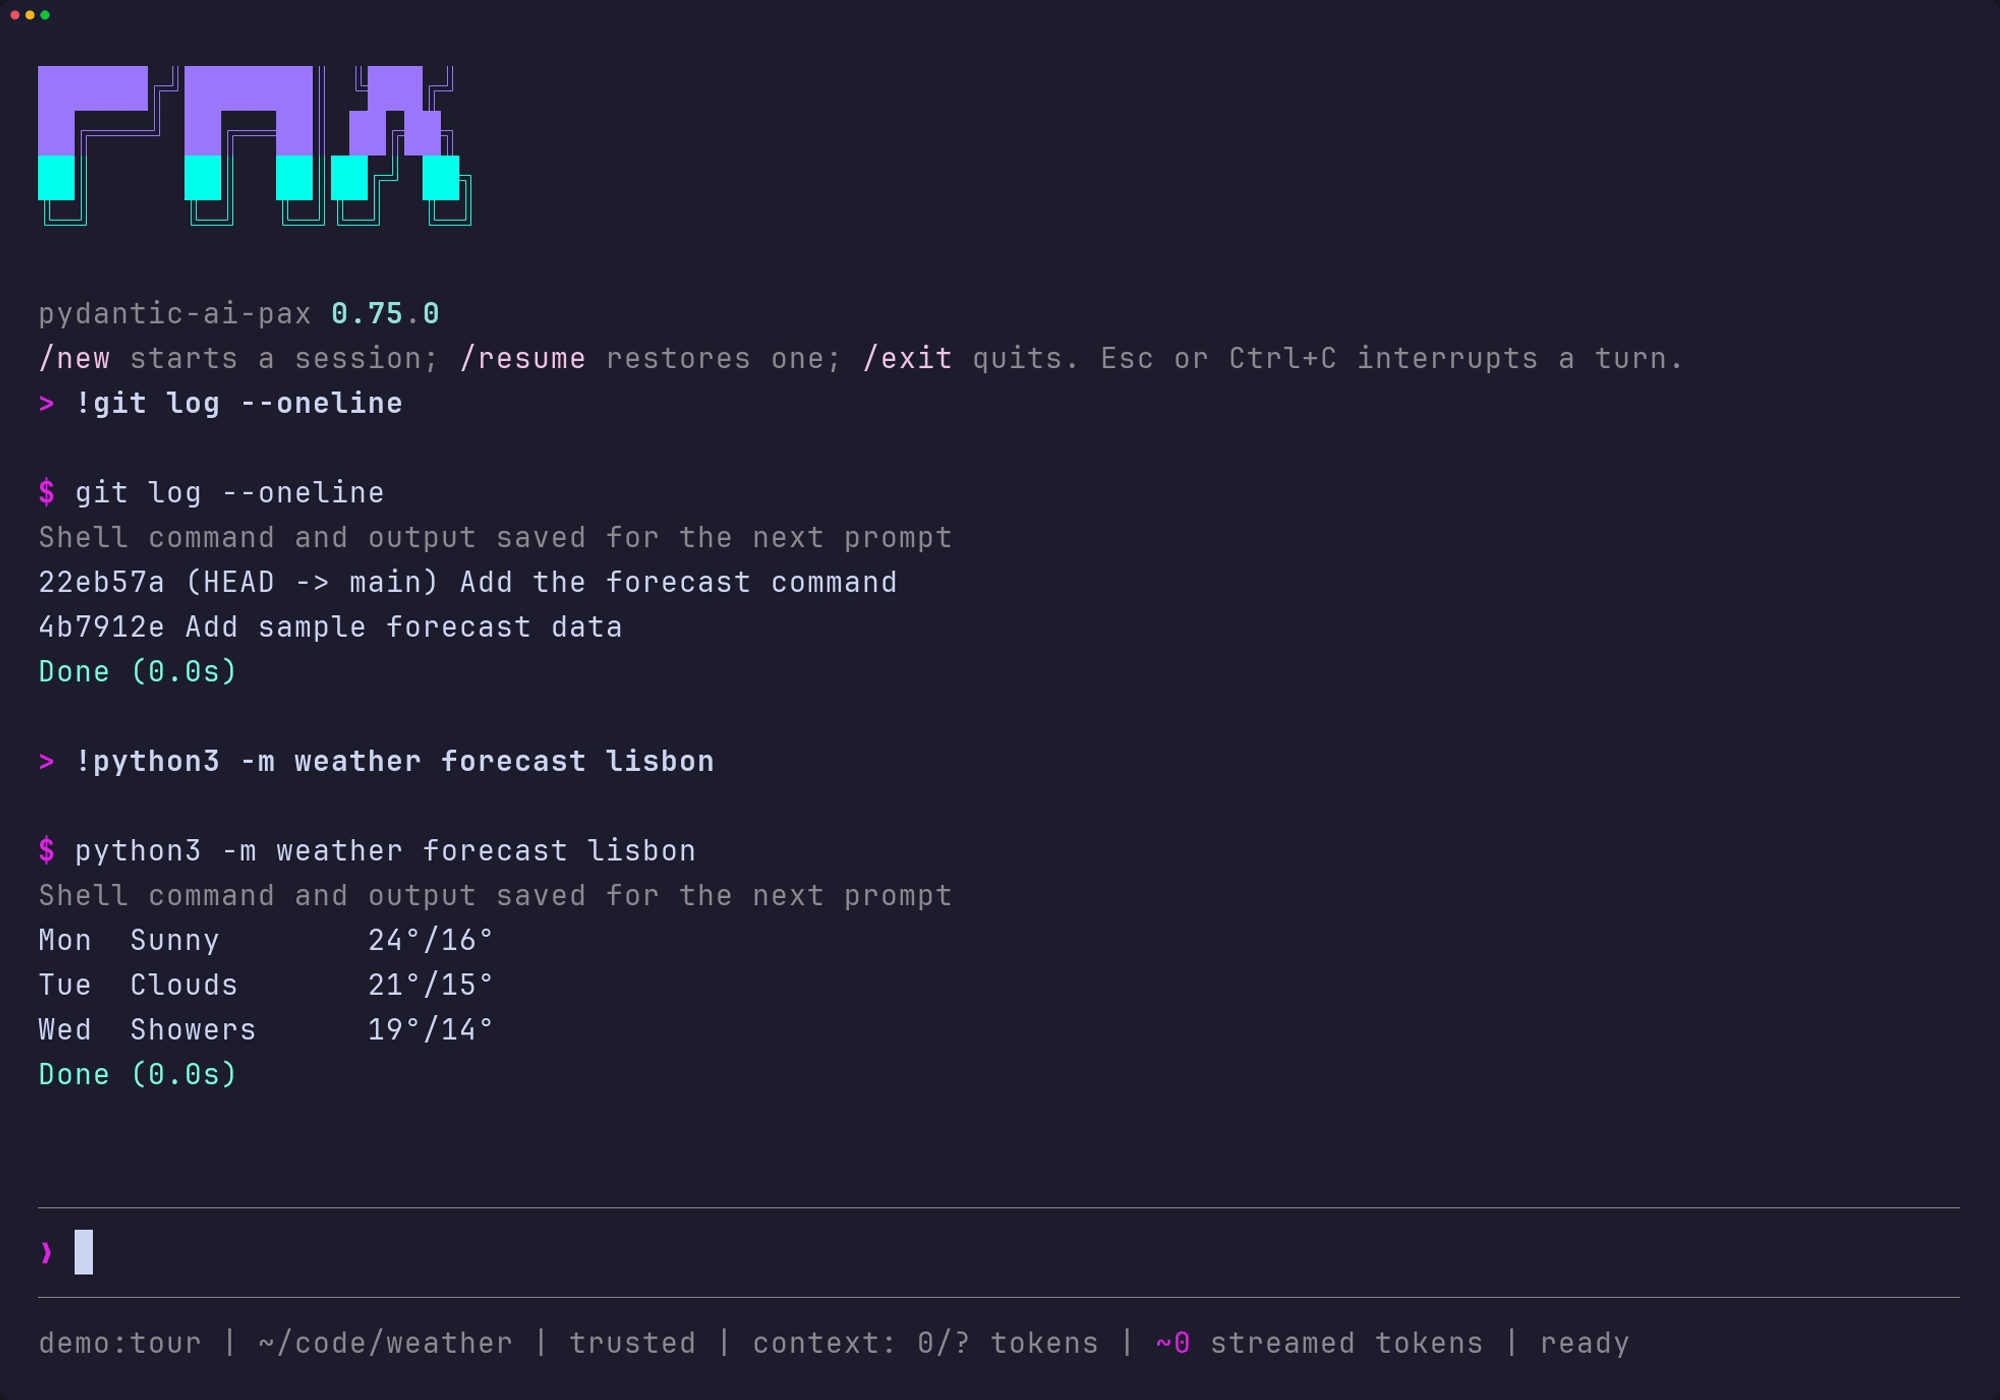 pydantic-ai-pax 0.75.0
/new starts a session; /resume restores one; /exit quits. Esc or Ctrl+C interrupts a turn.
> !git log --oneline
$ git log --oneline
Shell command and output saved for the next prompt
22eb57a (HEAD -> main) Add the forecast command
4b7912e Add sample forecast data
Done (0.0s)
> !python3 -m weather forecast lisbon
$ python3 -m weather forecast lisbon
Shell command and output saved for the next prompt
Mon  Sunny        24°/16°
Tue  Clouds       21°/15°
Wed  Showers      19°/14°
Done (0.0s)
❯
demo:tour | ~/code/weather | trusted | context: 0/? tokens | ~0 streamed tokens | ready